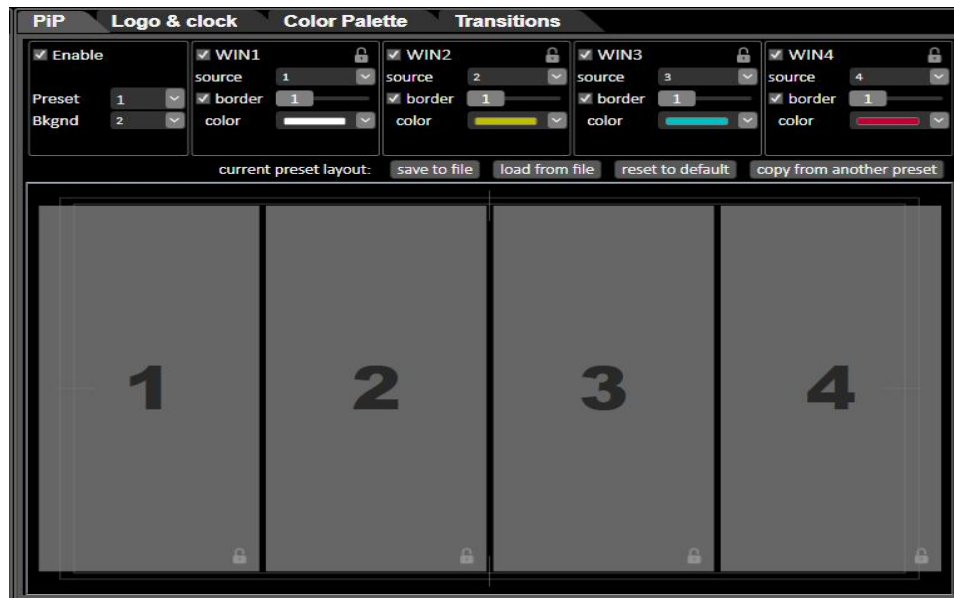 PiP Logo & clock Color Palette Transitions
Enable WIN1 WIN2 WIN3 WIN4
source 1 source 2 source 3 source 4
Preset 1 border 1 border 1 border 1 border 1
Bkgnd 2 color color color color
current preset layout: save to file load from file reset to default copy from another preset
1 2 3 4